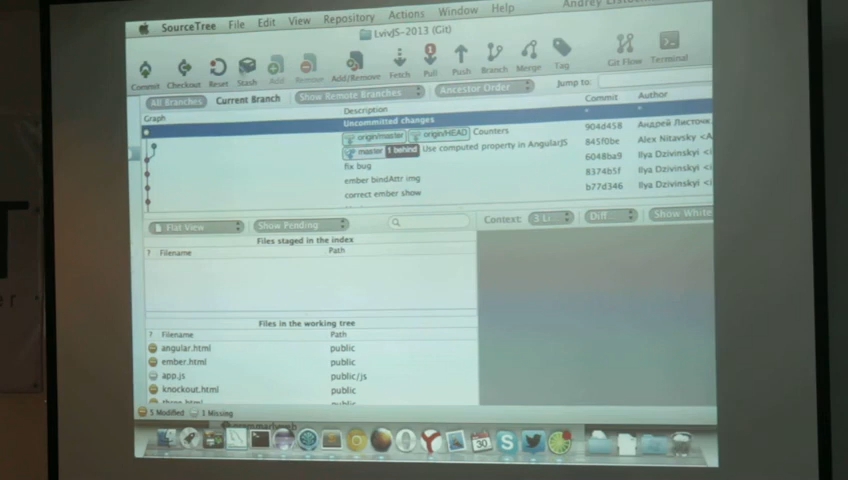 SourceTree File Edit View Repository Actions Window Help
LvivJS-2013 (Git)
Commit Checkout Reset Stash Add Remove Add/Remove Fetch Pull Push Branch Merge Tag Git Flow Terminal
All Branches Current Branch Show Remote Branches Ancestor Order Jump to:
Graph Description Commit Author
Uncommitted changes * *
origin/master origin/HEAD Counters 904d458 Андрей Листочк
master 1 behind Use computed property in AngularJS 845f0be Alex Nitavsky <A
fix bug 6048ba9 Ilya Dzivinskyi <i
ember bindAttr img 8374b5f Ilya Dzivinskyi <i
correct ember show b77d346 Ilya Dzivinskyi <i
Flat View Show Pending Context: 3 Li Diff Show White
Files staged in the index
? Filename Path
Files in the working tree
? Filename Path
angular.html public
ember.html public
app.js public/js
knockout.html public
three.html public
5 Modified 1 Missing
30